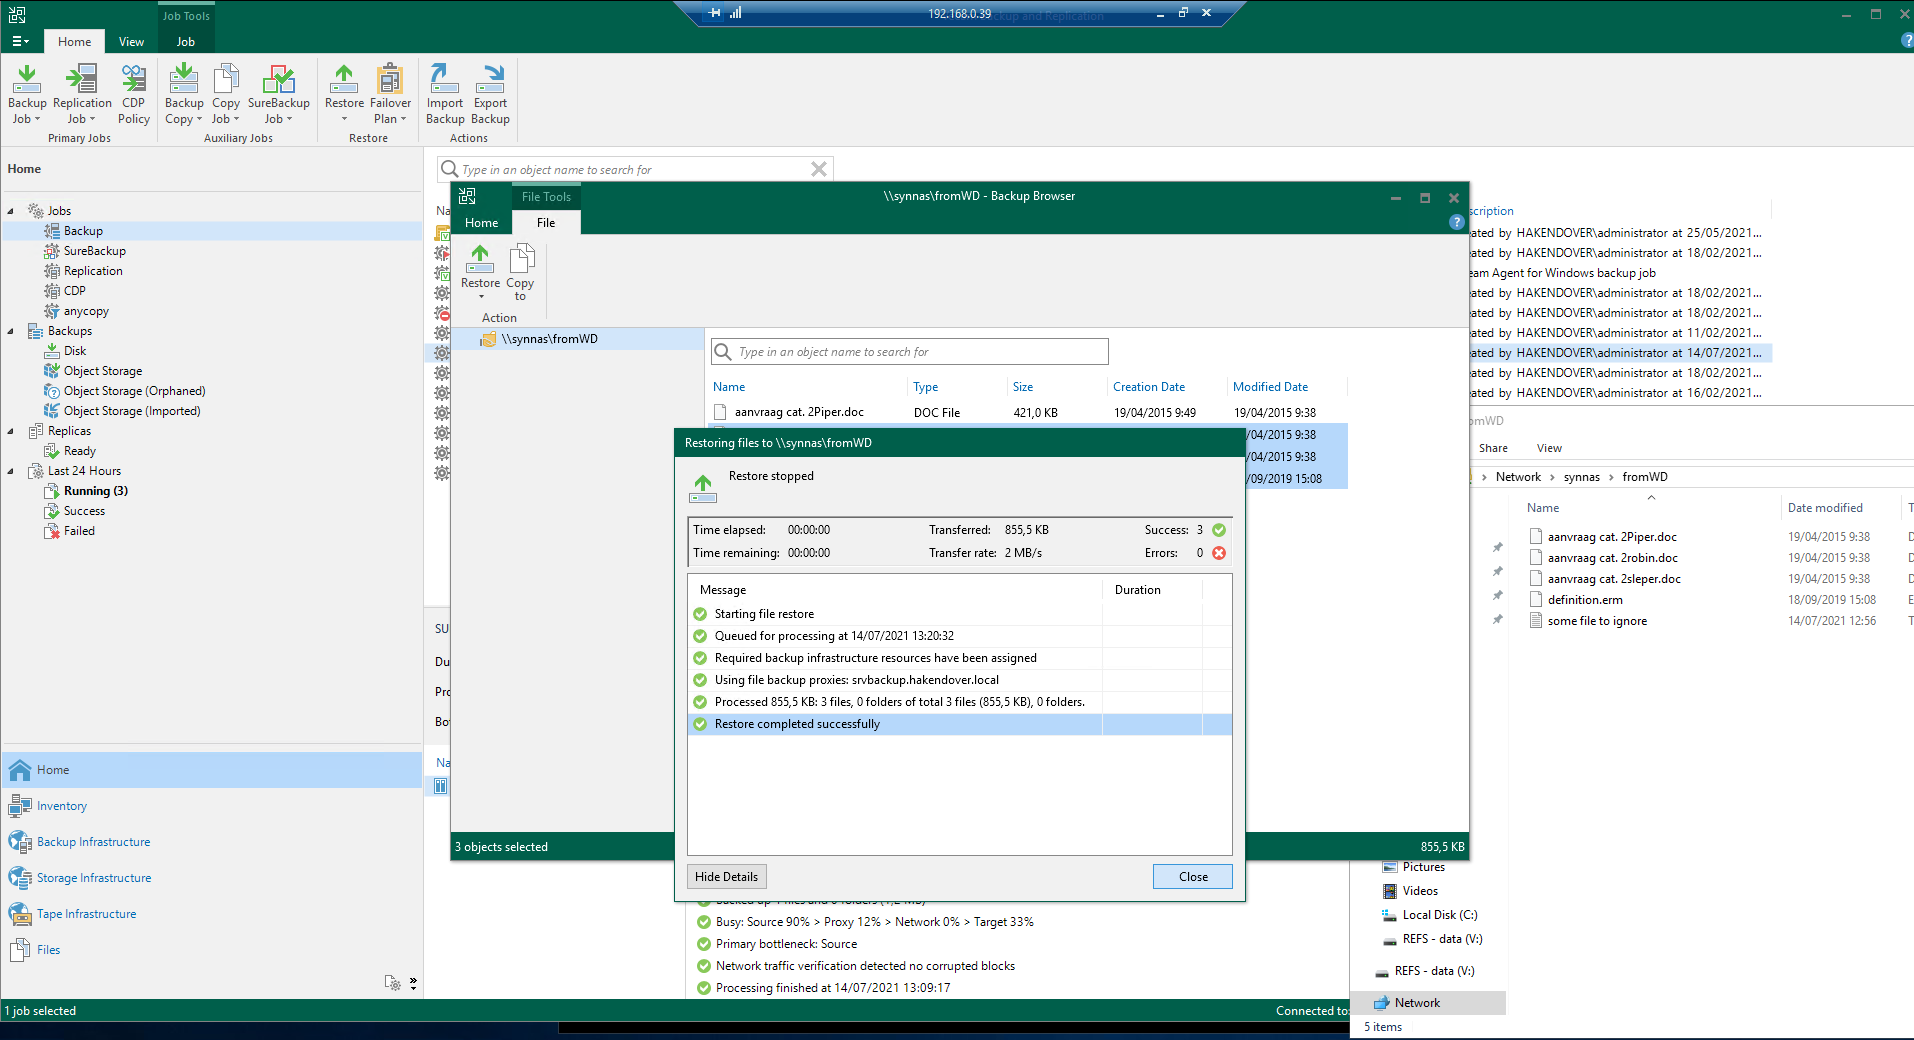 Job Tools
192.168.0.39
Backup and Replication
Home
View
Job
Backup Job
Replication Job
CDP Policy
Primary Jobs
Backup Copy
Copy Job
SureBackup Job
Auxiliary Jobs
Restore
Failover Plan
Restore
Import Backup
Export Backup
Actions
Home
Type in an object name to search for
Jobs
Backup
SureBackup
Replication
CDP
anycopy
Backups
Disk
Object Storage
Object Storage (Orphaned)
Object Storage (Imported)
Replicas
Ready
Last 24 Hours
Running (3)
Success
Failed
Home
Inventory
Backup Infrastructure
Storage Infrastructure
Tape Infrastructure
Files
1 job selected
Connected to:
Na
SU
Du
Pro
Bo
Na
File Tools
\\synnas\fromWD - Backup Browser
Home
File
Restore
Copy to
Action
\\synnas\fromWD
Type in an object name to search for
Name Type Size Creation Date Modified Date
aanvraag cat. 2Piper.doc DOC File 421,0 KB 19/04/2015 9:49 19/04/2015 9:38
/04/2015 9:38
/04/2015 9:38
/09/2019 15:08
3 objects selected
855,5 KB
Restoring files to \\synnas\fromWD
Restore stopped
Time elapsed: 00:00:00 Transferred: 855,5 KB Success: 3
Time remaining: 00:00:00 Transfer rate: 2 MB/s Errors: 0
Message Duration
Starting file restore
Queued for processing at 14/07/2021 13:20:32
Required backup infrastructure resources have been assigned
Using file backup proxies: srvbackup.hakendover.local
Processed 855,5 KB: 3 files, 0 folders of total 3 files (855,5 KB), 0 folders.
Restore completed successfully
Hide Details
Close
Busy: Source 90% > Proxy 12% > Network 0% > Target 33%
Primary bottleneck: Source
Network traffic verification detected no corrupted blocks
Processing finished at 14/07/2021 13:09:17
scription
eated by HAKENDOVER\administrator at 25/05/2021...
eated by HAKENDOVER\administrator at 18/02/2021...
eam Agent for Windows backup job
eated by HAKENDOVER\administrator at 18/02/2021...
eated by HAKENDOVER\administrator at 18/02/2021...
eated by HAKENDOVER\administrator at 11/02/2021...
eated by HAKENDOVER\administrator at 14/07/2021...
eated by HAKENDOVER\administrator at 18/02/2021...
eated by HAKENDOVER\administrator at 16/02/2021...
omWD
Share View
Network > synnas > fromWD
Name Date modified T
aanvraag cat. 2Piper.doc 19/04/2015 9:38 D
aanvraag cat. 2robin.doc 19/04/2015 9:38 D
aanvraag cat. 2sleper.doc 19/04/2015 9:38 D
definition.erm 18/09/2019 15:08 E
some file to ignore 14/07/2021 12:56 T
Pictures
Videos
Local Disk (C:)
REFS - data (V:)
REFS - data (V:)
Network
5 items